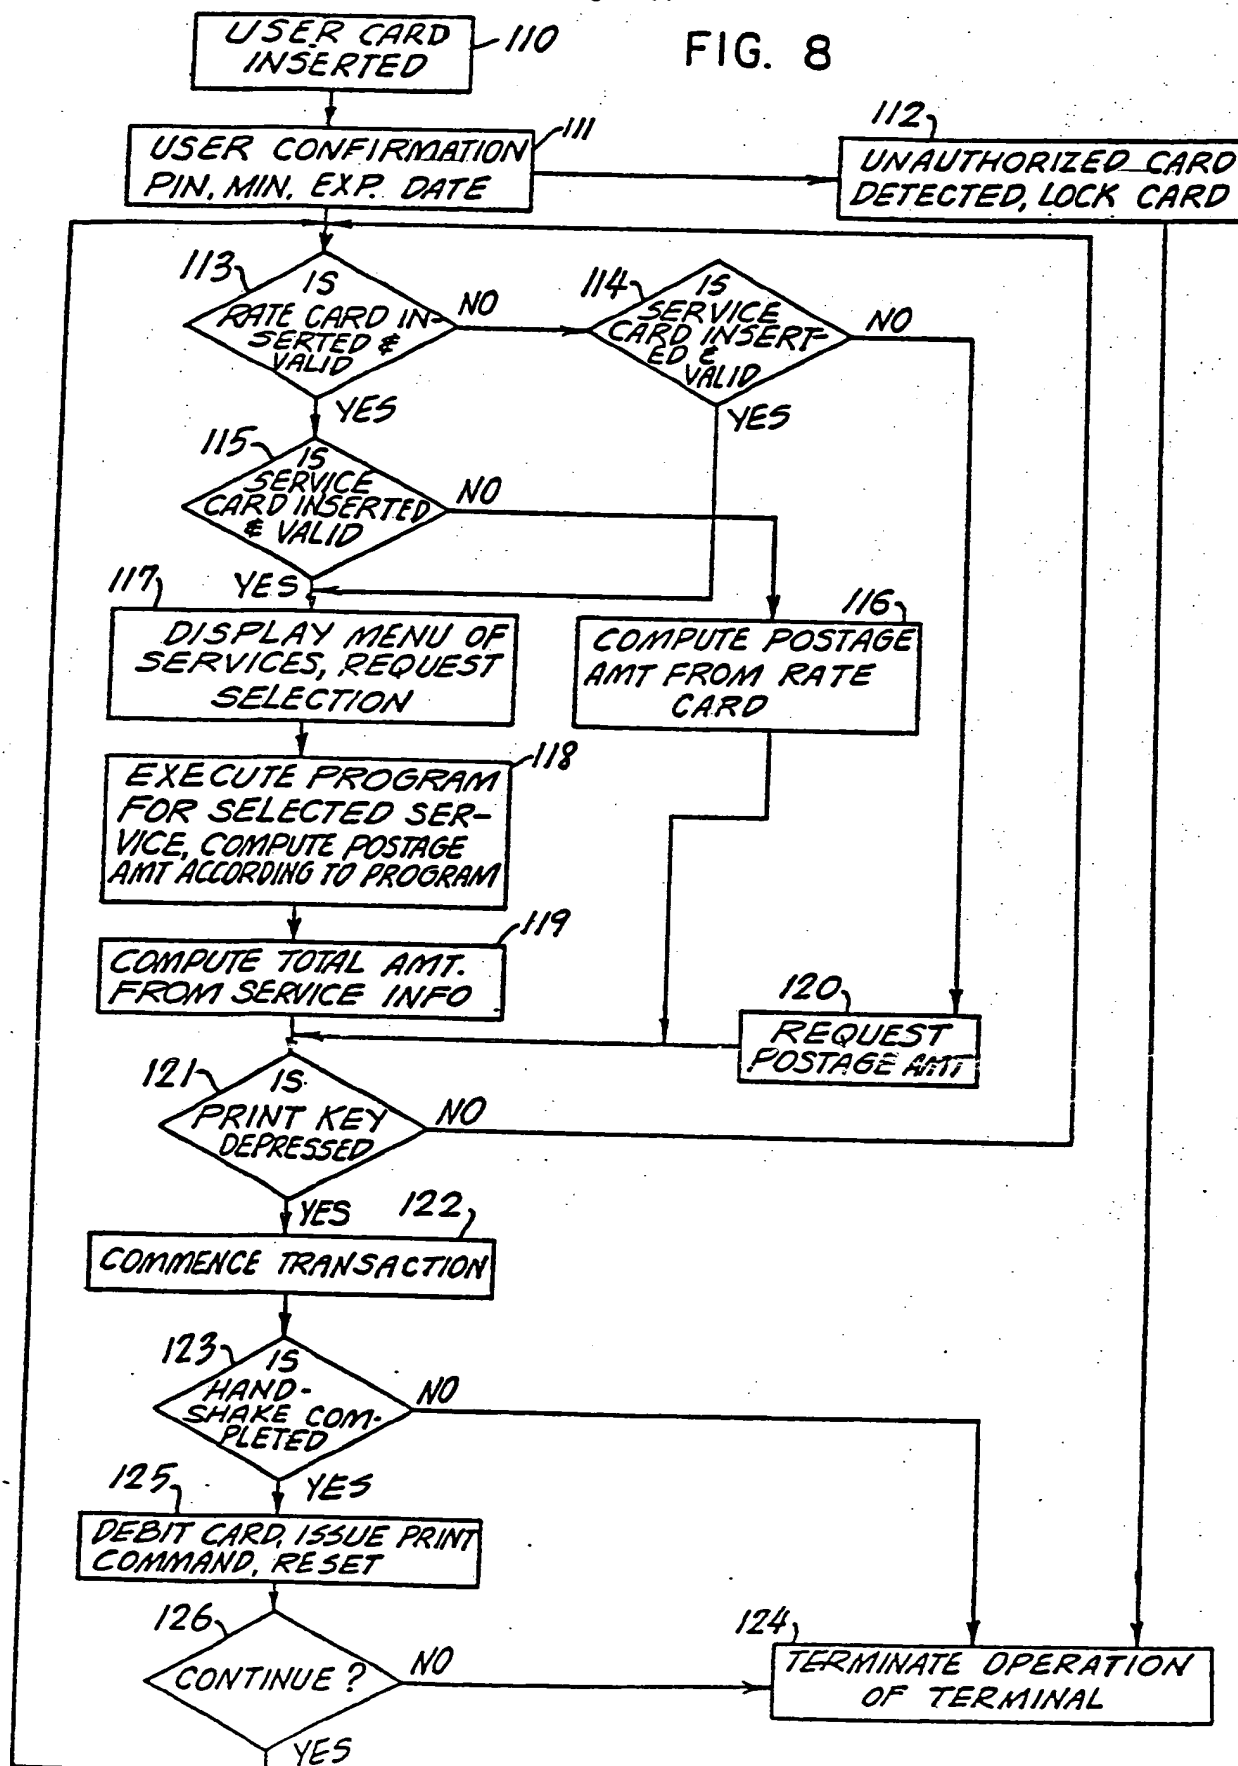 FIG. 8
USER CARD
INSERTED
110
USER CONFIRMATION
PIN, MIN. EXP. DATE
111
112
UNAUTHORIZED CARD
DETECTED, LOCK CARD
113
IS
RATE CARD IN-
SERTED &
VALID
NO
YES
114
IS
SERVICE
CARD INSERT-
ED &
VALID
NO
YES
115
IS
SERVICE
CARD INSERTED
& VALID
NO
YES
116
COMPUTE POSTAGE
AMT FROM RATE
CARD
117
DISPLAY MENU OF
SERVICES, REQUEST
SELECTION
118
EXECUTE PROGRAM
FOR SELECTED SER-
VICE, COMPUTE POSTAGE
AMT ACCORDING TO PROGRAM
119
COMPUTE TOTAL AMT.
FROM SERVICE INFO
120
REQUEST
POSTAGE AMT
121
IS
PRINT KEY
DEPRESSED
NO
YES
122
COMMENCE TRANSACTION
123
IS
HAND-
SHAKE COM-
PLETED
NO
YES
125
DEBIT CARD, ISSUE PRINT
COMMAND, RESET
126
CONTINUE ?
NO
YES
124
TERMINATE OPERATION
OF TERMINAL